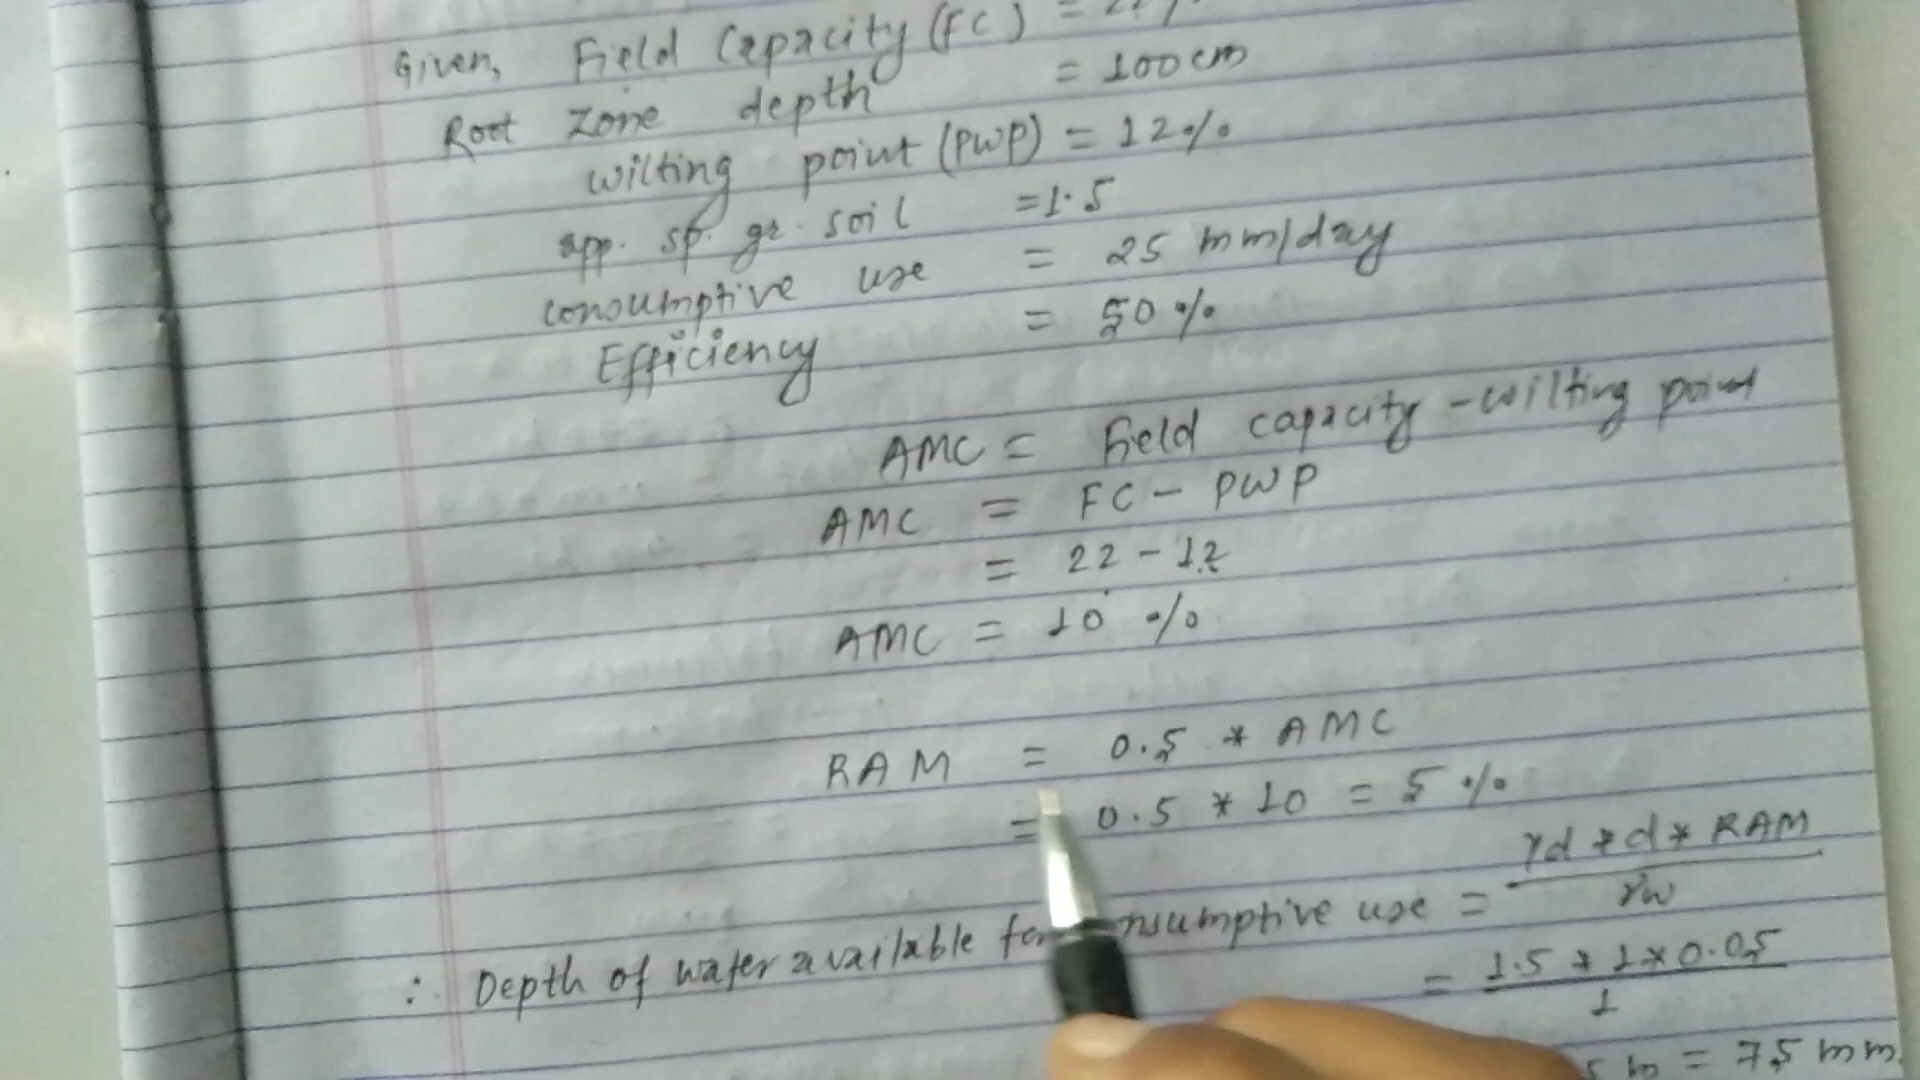 Given, Field Capacity (FC) =
Root zone depth = 100 cm
wilting point (PWP) = 12%
app. sp. gr. soil = 1.5
consumptive use = 25 mm/day
Efficiency = 50%
AMC = Field capacity - wilting point
AMC = FC - PWP
= 22 - 12
AMC = 10 %
RAM = 0.5 * AMC
= 0.5 * 10 = 5 %
∴ Depth of water available for consumptive use = γd * d * RAM / γw
= 1.5 * 1 * 0.05 / 1
5 m = 75 mm